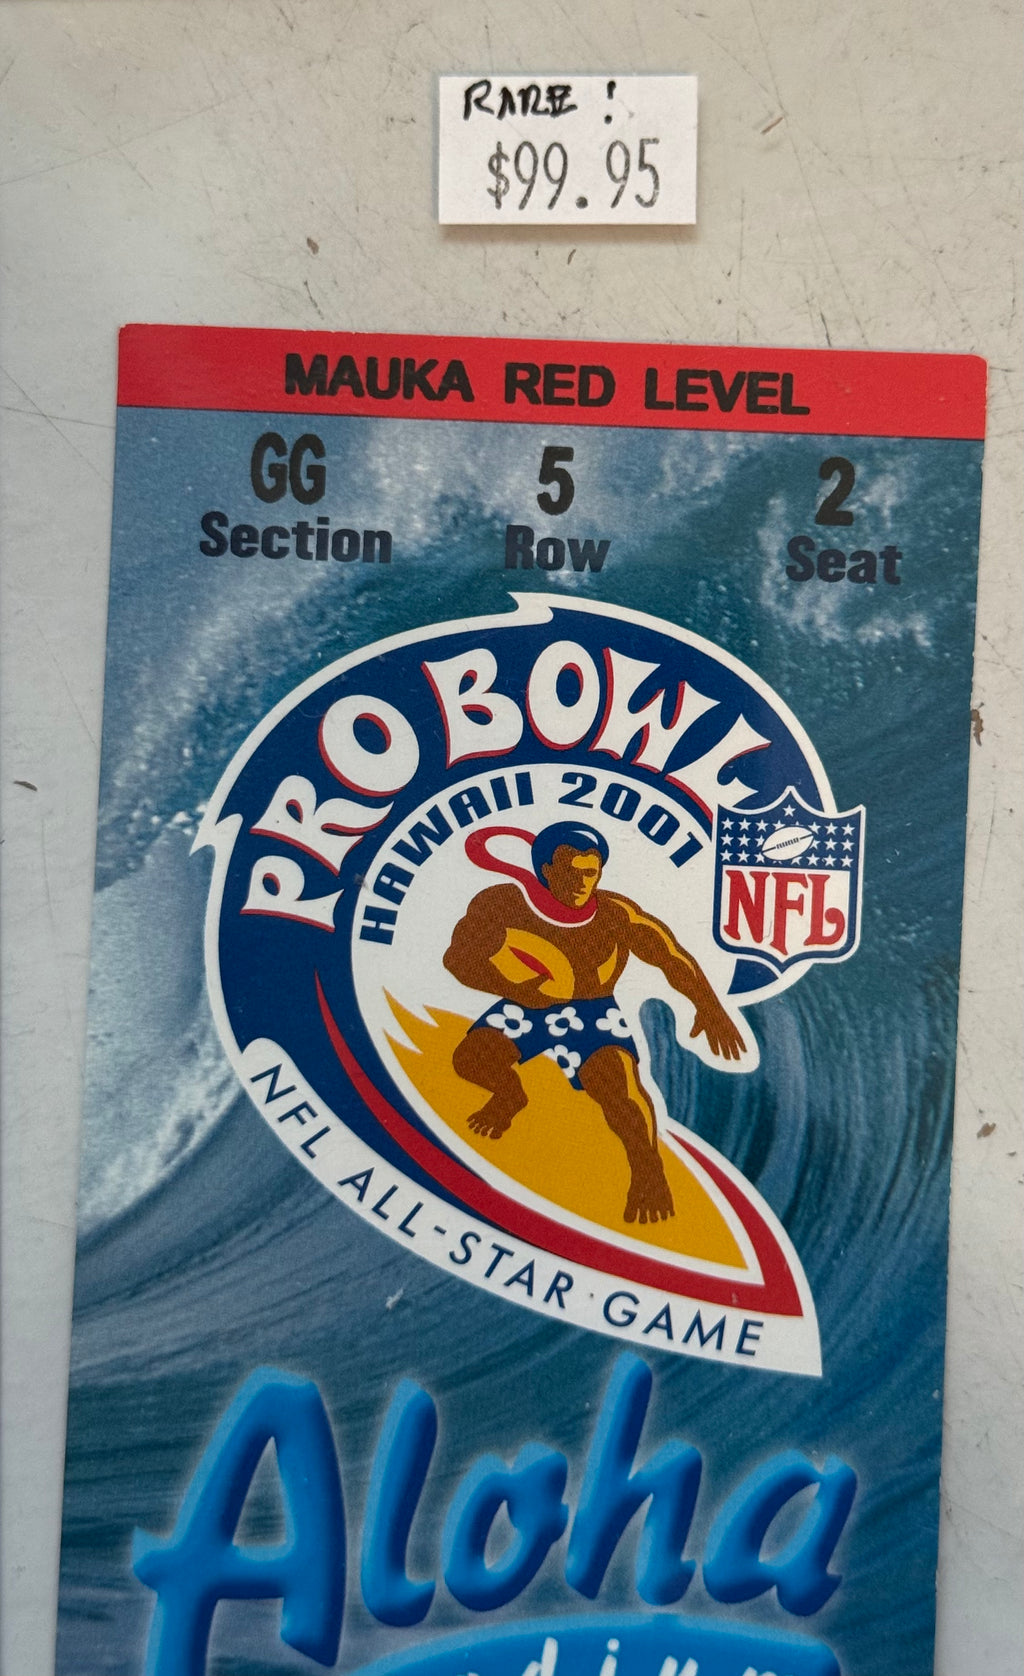 RARE!
$99.95
MAUKA RED LEVEL
GG 5 2
Section Row Seat
PRO BOWL
HAWAII 2001
NFL
NFL ALL-STAR GAME
Aloha